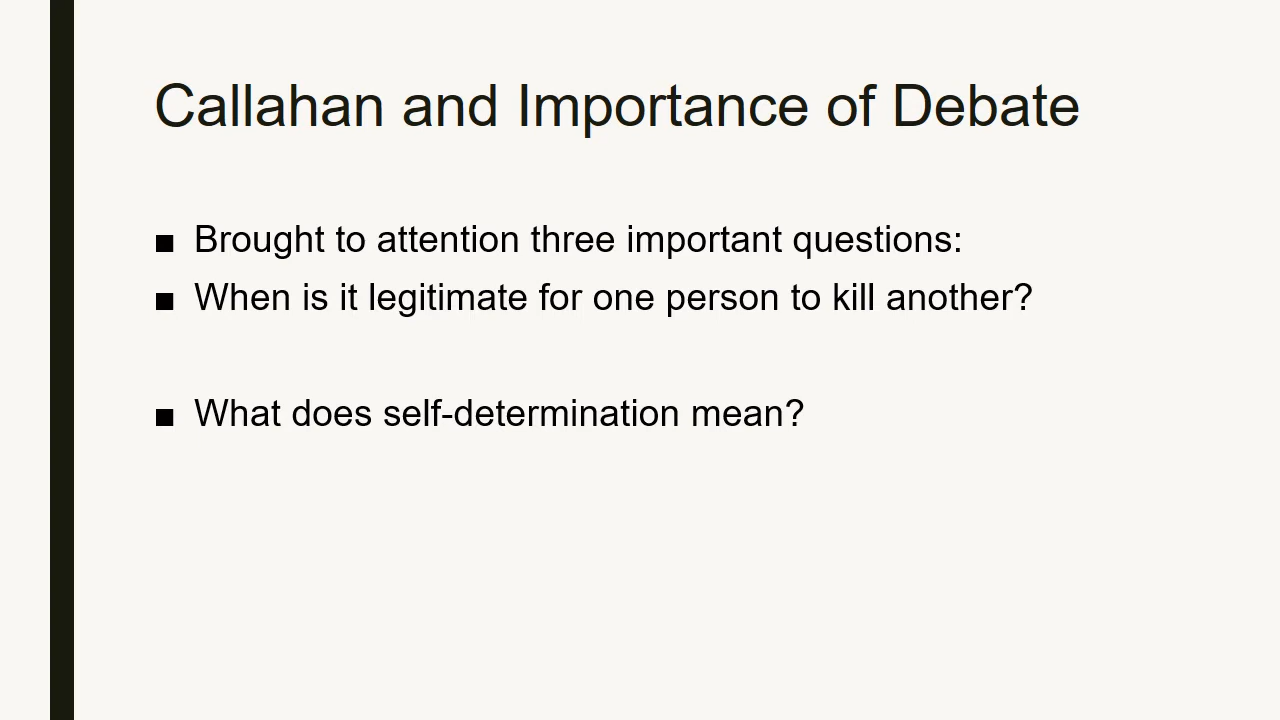 Callahan and Importance of Debate
■ Brought to attention three important questions:
■ When is it legitimate for one person to kill another?
■ What does self-determination mean?